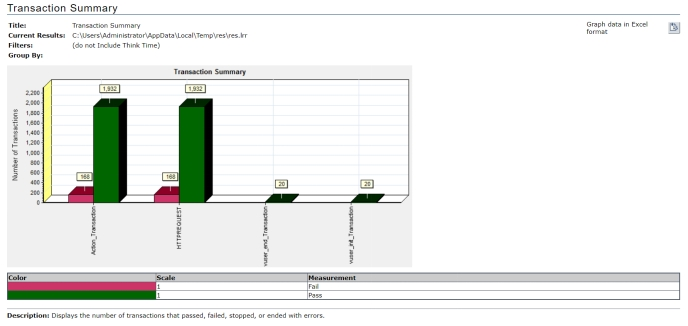 Transaction Summary
Title: Transaction Summary
Graph data in Excel format
Current Results: C:\Users\Administrator\AppData\Local\Temp\res\res.lrr
Filters: (do not Include Think Time)
Group By:
Transaction Summary
Number of Transactions
2,200
2,000
1,800
1,600
1,400
1,200
1,000
800
600
400
200
0
168
1,932
168
1,932
20
20
Action_Transaction
HTTPREQUEST
vuser_end_Transaction
vuser_init_Transaction
Color Scale Measurement
1 Fail
1 Pass
Description: Displays the number of transactions that passed, failed, stopped, or ended with errors.